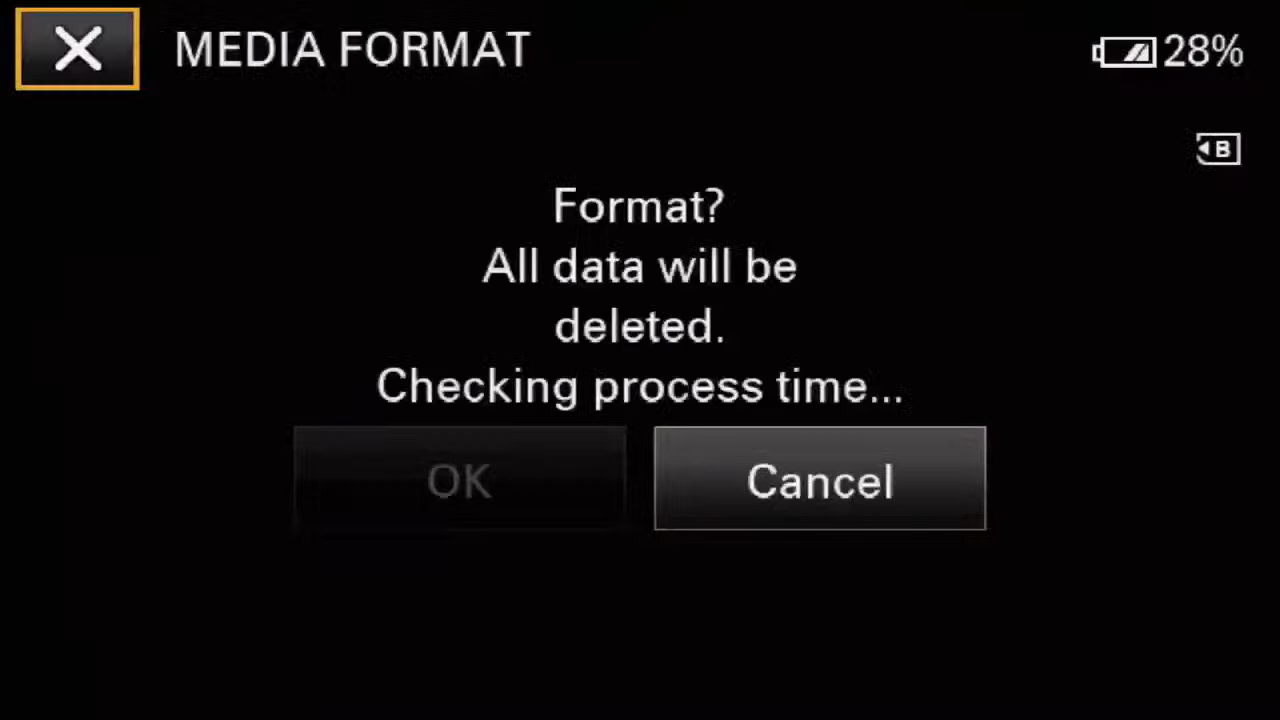 MEDIA FORMAT
28%
B
Format?
All data will be
deleted.
Checking process time...
OK
Cancel